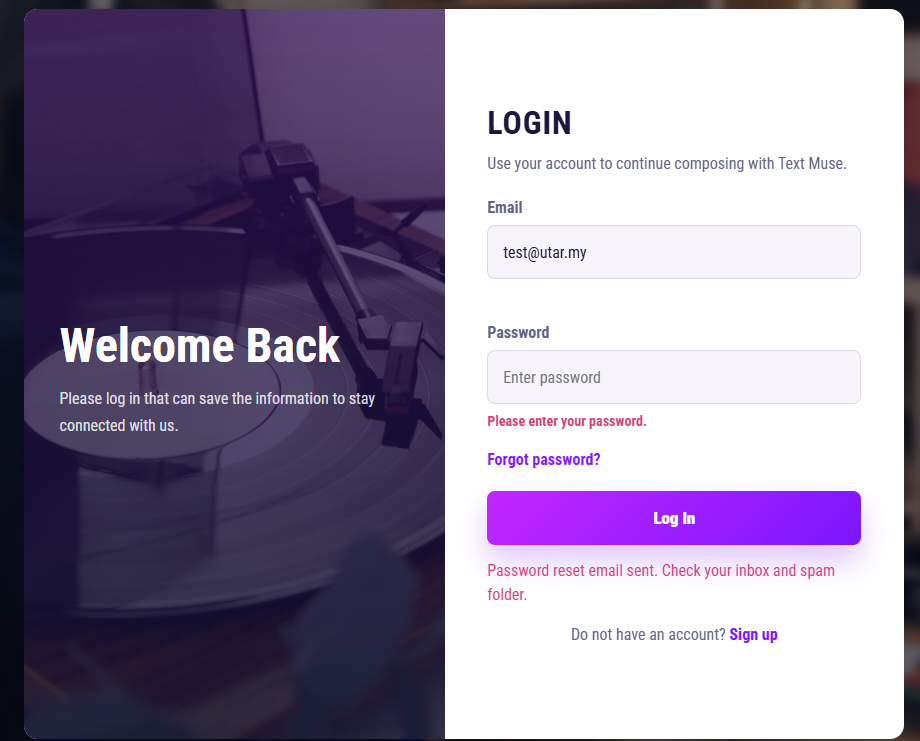 Welcome Back
Please log in that can save the information to stay
connected with us.
LOGIN
Use your account to continue composing with Text Muse.
Email
test@utar.my
Password
Enter password
Please enter your password.
Forgot password?
Log In
Password reset email sent. Check your inbox and spam
folder.
Do not have an account? Sign up